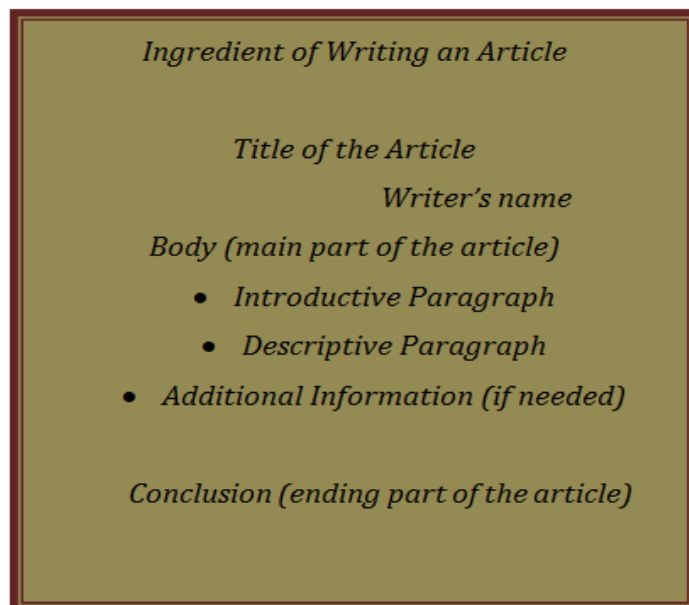 Ingredient of Writing an Article
Title of the Article
Writer's name
Body (main part of the article)
• Introductive Paragraph
• Descriptive Paragraph
• Additional Information (if needed)
Conclusion (ending part of the article)